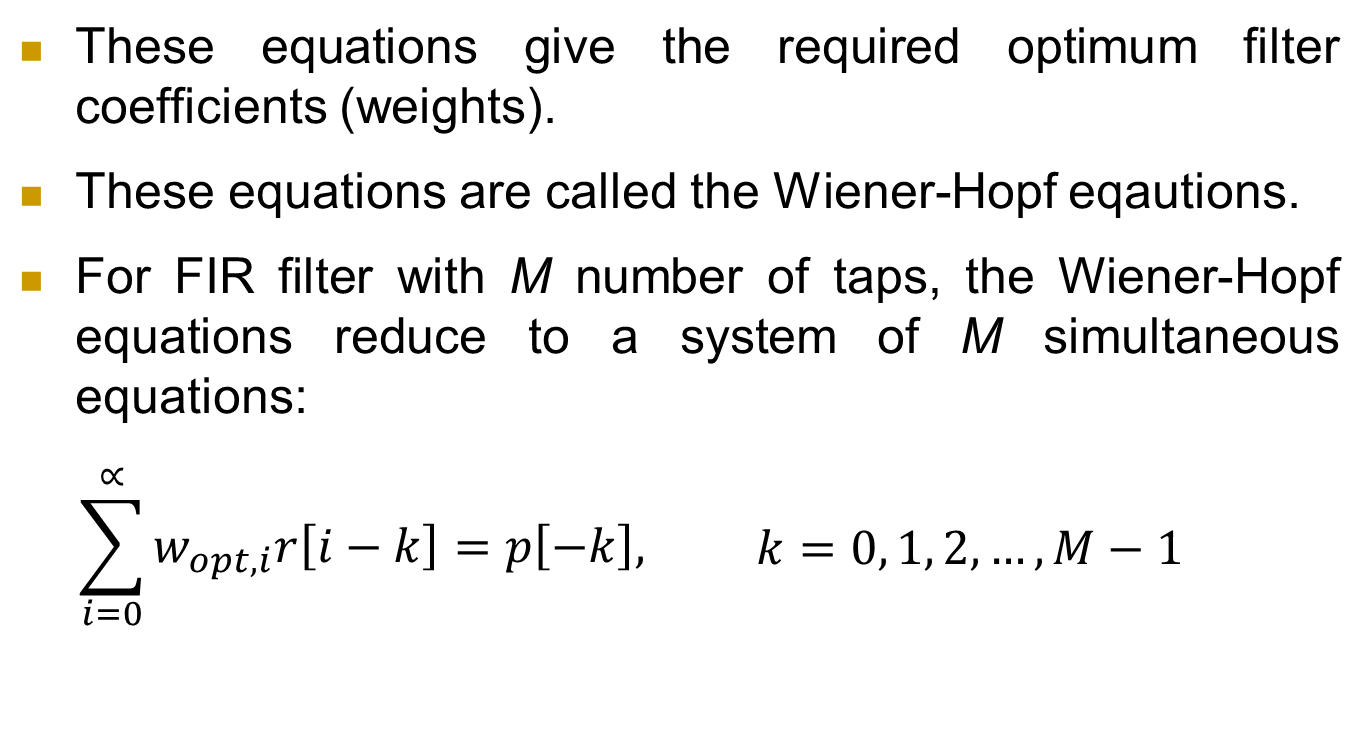 ■ These equations give the required optimum filter
coefficients (weights).
■ These equations are called the Wiener-Hopf eqautions.
■ For FIR filter with M number of taps, the Wiener-Hopf
equations reduce to a system of M simultaneous
equations:
∝
∑ w_{opt,i} r[i − k] = p[−k], k = 0, 1, 2, … , M − 1
i=0